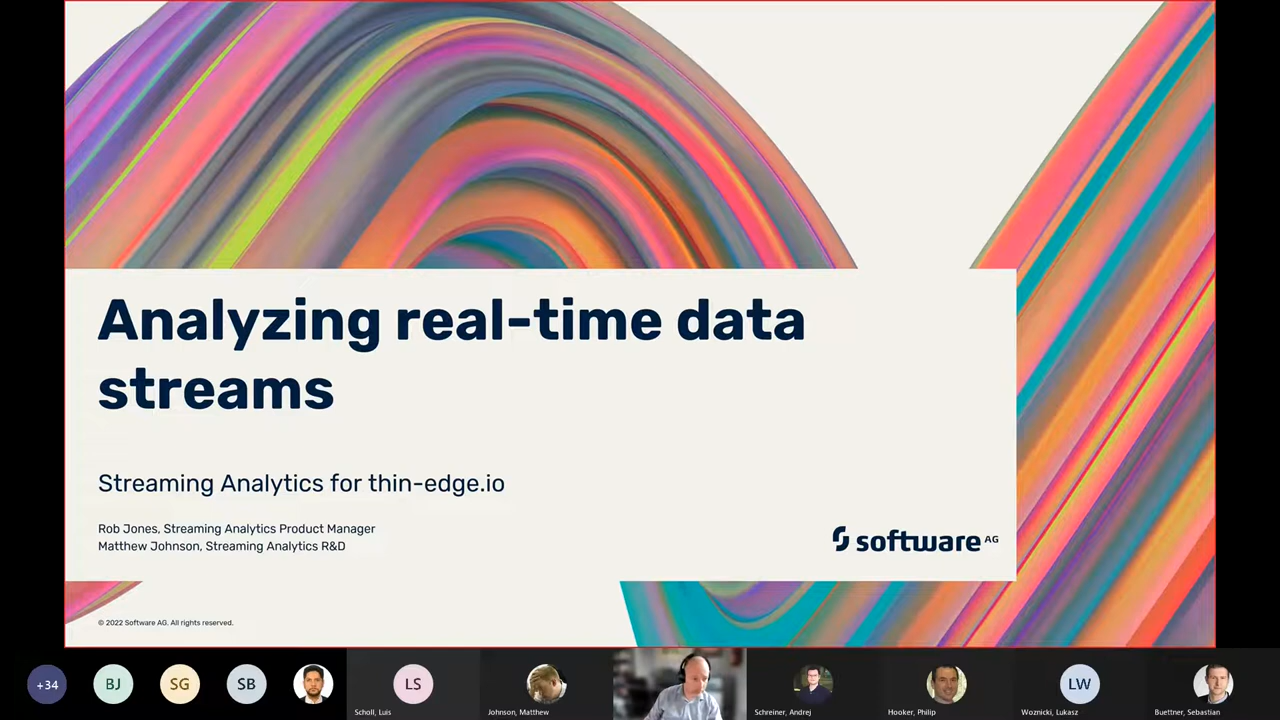 Analyzing real-time data
streams
Streaming Analytics for thin-edge.io
Rob Jones, Streaming Analytics Product Manager
Matthew Johnson, Streaming Analytics R&D
software AG
© 2022 Software AG. All rights reserved.
+34
BJ
SG
SB
LS
Scholl, Luis
Johnson, Matthew
Schreiner, Andrej
Hooker, Philip
LW
Woznicki, Lukasz
Buettner, Sebastian